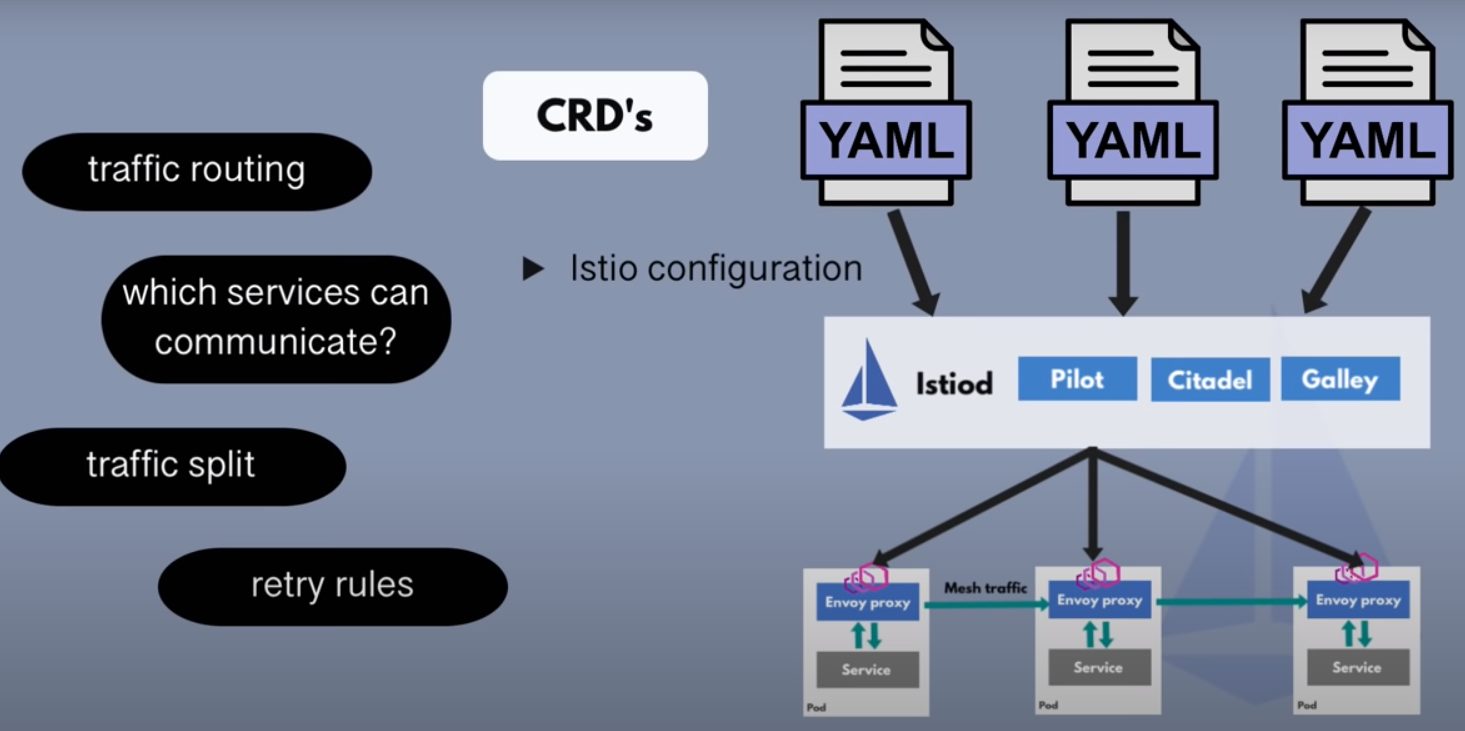 CRD's
YAML
YAML
YAML
traffic routing
which services can
communicate?
▶ Istio configuration
Istiod
Pilot
Citadel
Galley
traffic split
retry rules
Envoy proxy
Mesh traffic
Envoy proxy
Envoy proxy
Service
Service
Service
Pod
Pod
Pod